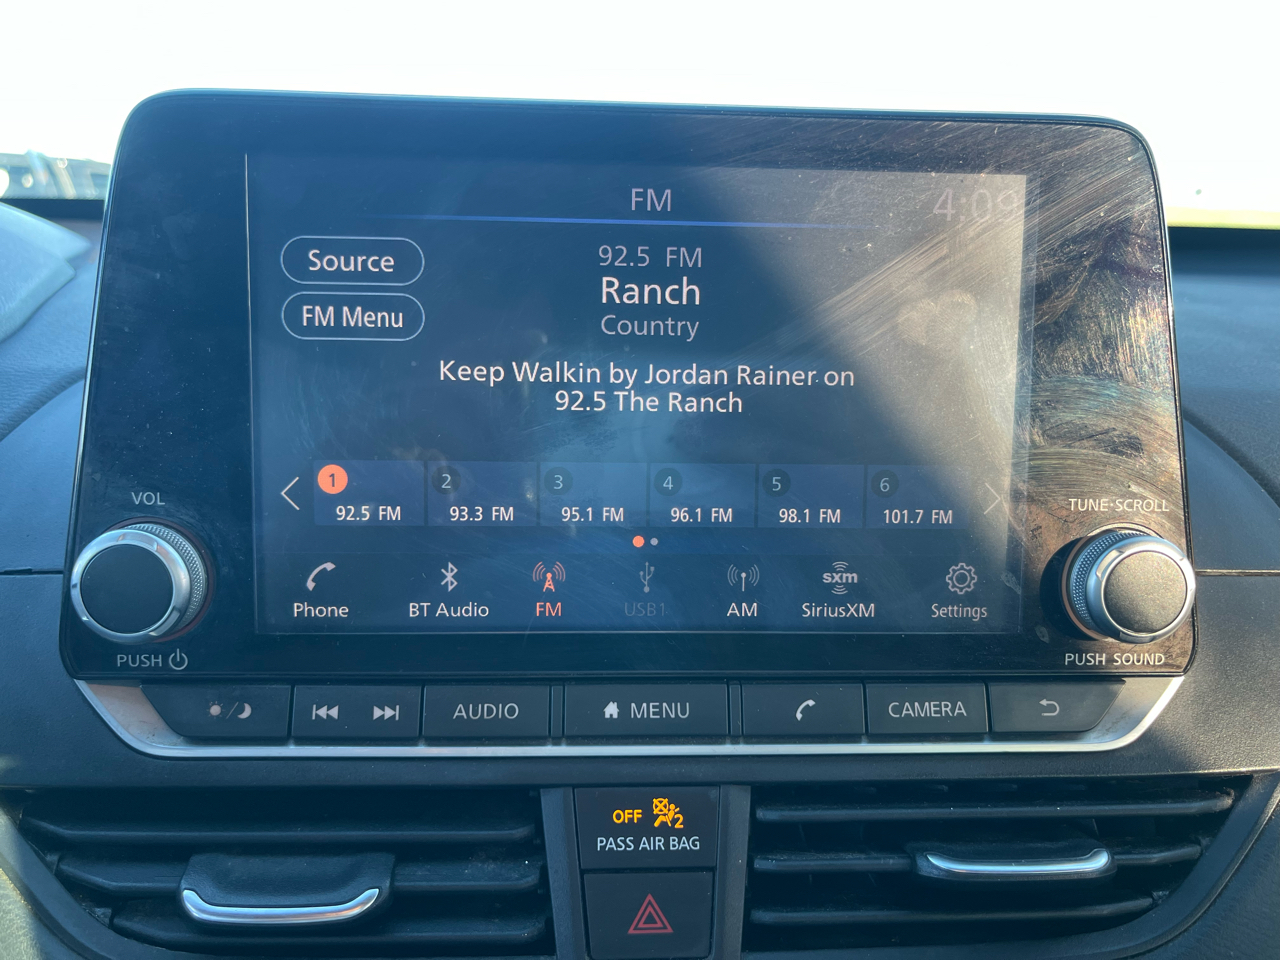 FM
4:09
Source
92.5 FM
Ranch
FM Menu
Country
Keep Walkin by Jordan Rainer on
92.5 The Ranch
1
2
3
4
5
6
92.5 FM
93.3 FM
95.1 FM
96.1 FM
98.1 FM
101.7 FM
VOL
TUNE·SCROLL
sxm
Phone
BT Audio
FM
USB1
AM
SiriusXM
Settings
PUSH
PUSH SOUND
AUDIO
MENU
CAMERA
OFF
2
PASS AIR BAG